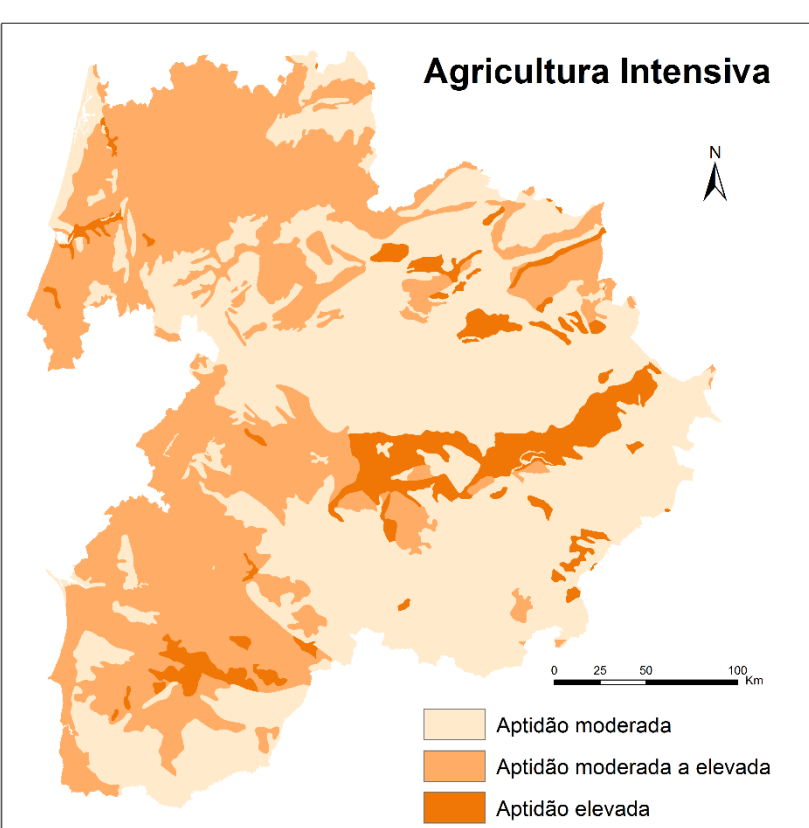 Agricultura Intensiva
N
0 25 50 100
Km
Aptidão moderada
Aptidão moderada a elevada
Aptidão elevada